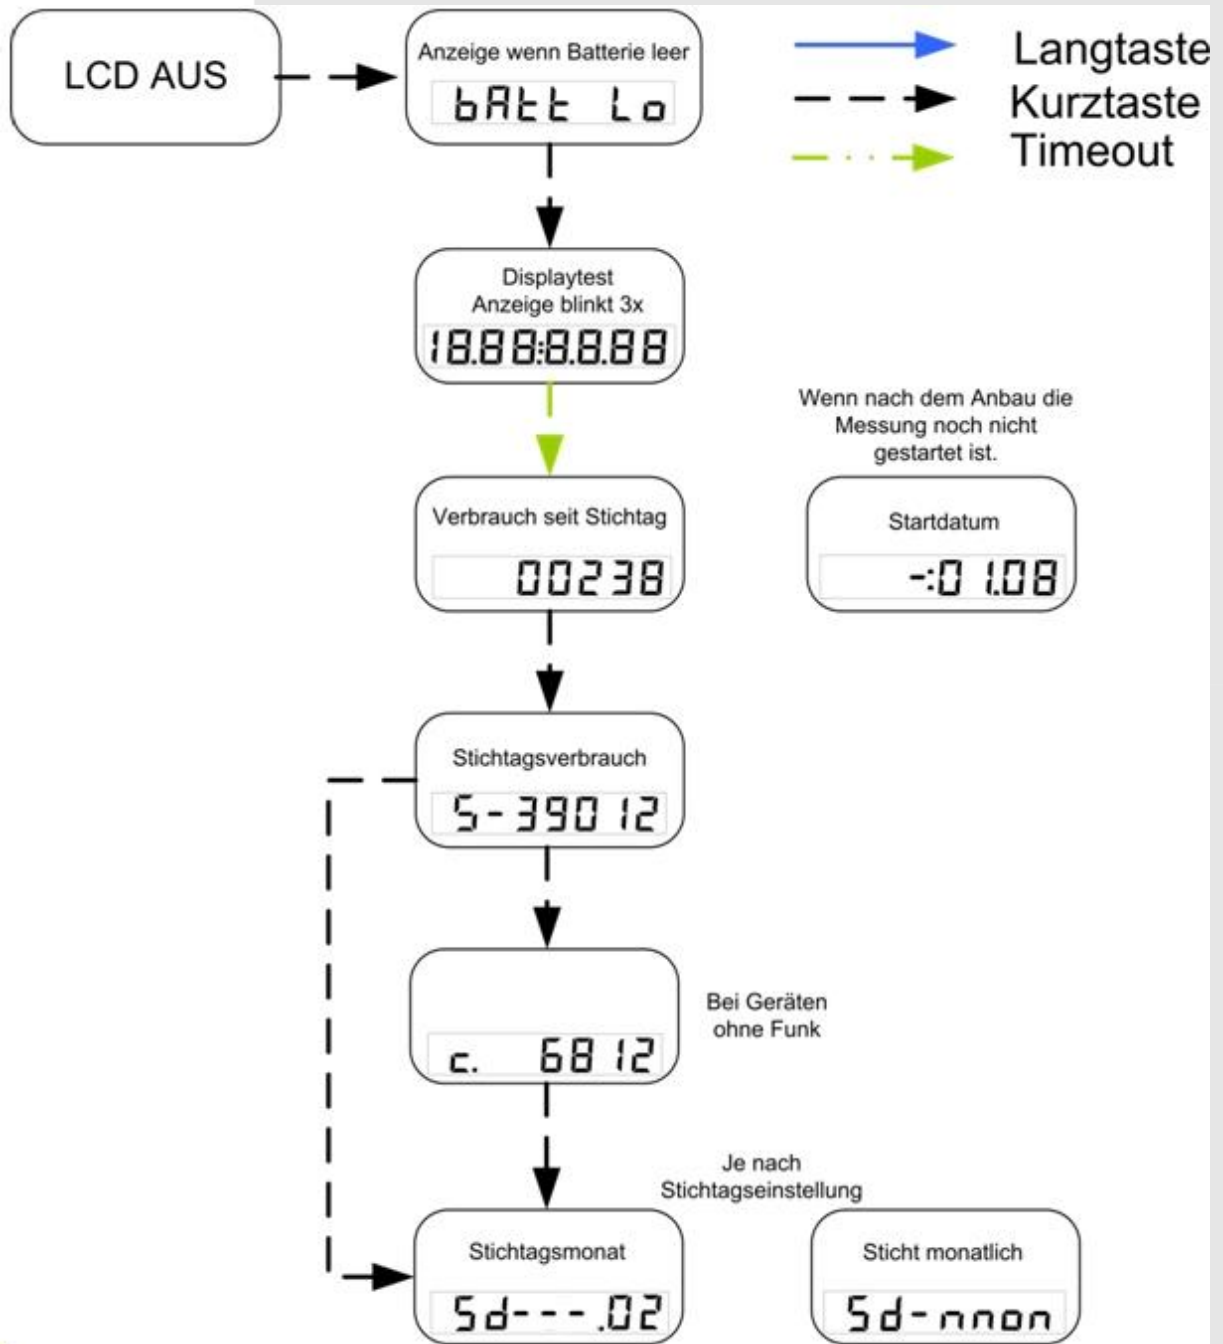 LCD AUS
Anzeige wenn Batterie leer
bAtt Lo
Langtaste
Kurztaste
Timeout
Displaytest
Anzeige blinkt 3x
18.88:8.8.88
Wenn nach dem Anbau die
Messung noch nicht
gestartet ist.
Verbrauch seit Stichtag
00238
Startdatum
-:01.08
Stichtagsverbrauch
S-39012
c. 6812
Bei Geräten
ohne Funk
Je nach
Stichtagseinstellung
Stichtagsmonat
Sd---.02
Sticht monatlich
Sd-nnon